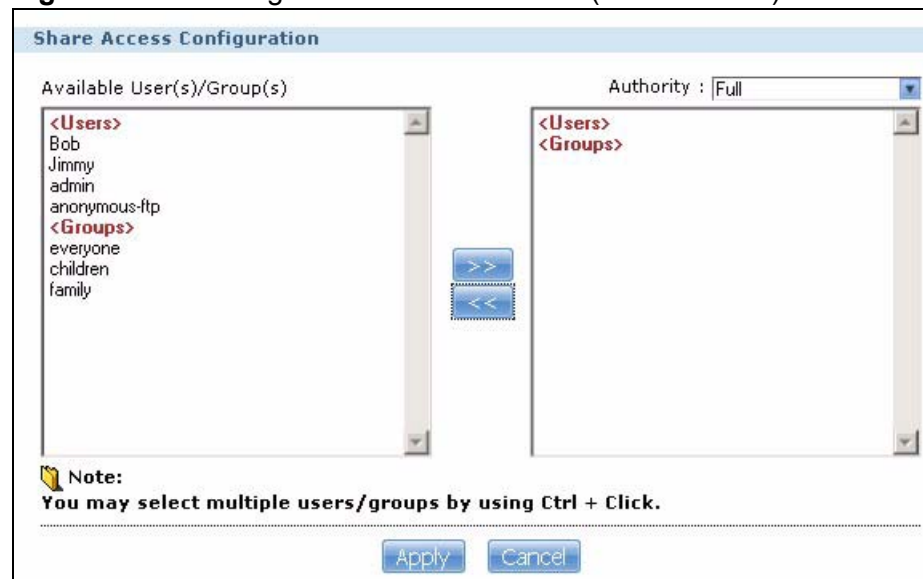 Share Access Configuration
Available User(s)/Group(s)
Authority : Full
<Users>
Bob
Jimmy
admin
anonymous-ftp
<Groups>
everyone
children
family
>>
<<
<Users>
<Groups>
Note:
You may select multiple users/groups by using Ctrl + Click.
Apply Cancel